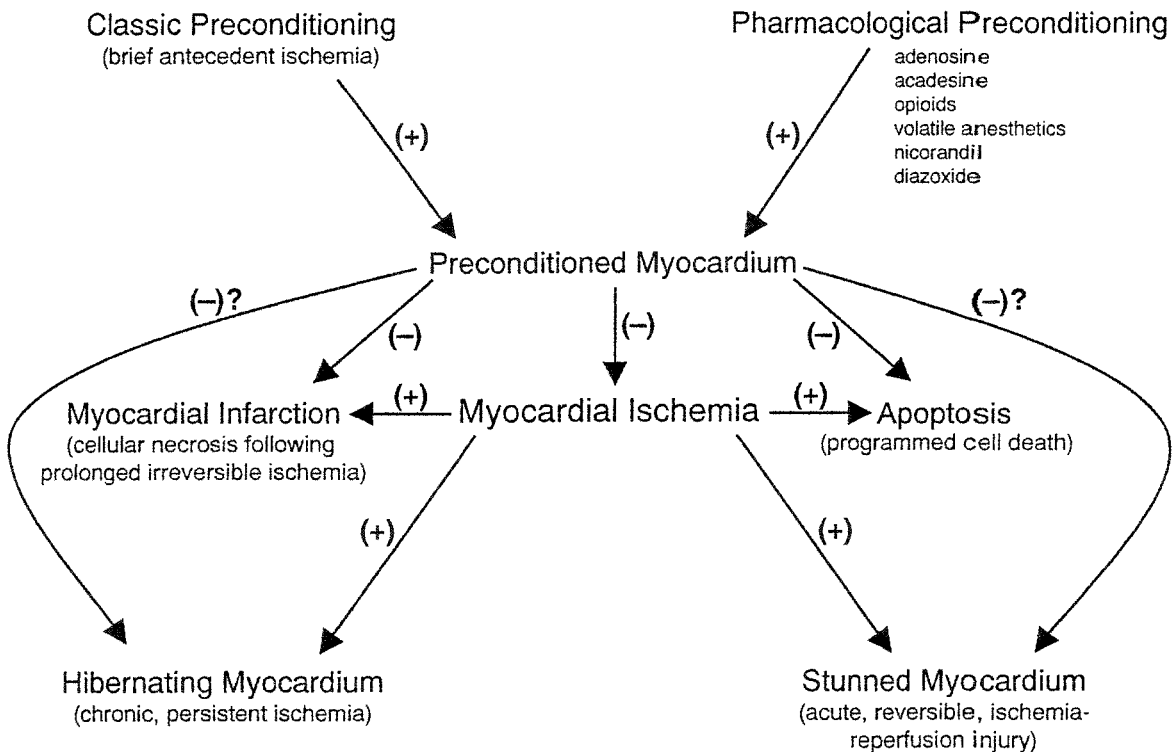 Classic Preconditioning
(brief antecedent ischemia)
Pharmacological Preconditioning
adenosine
acadesine
opioids
volatile anesthetics
nicorandil
diazoxide
(+)
(+)
Preconditioned Myocardium
(–)?
(–)
(–)
(–)
(–)?
Myocardial Infarction
(cellular necrosis following
prolonged irreversible ischemia)
(+)
Myocardial Ischemia
(+)
Apoptosis
(programmed cell death)
(+)
(+)
Hibernating Myocardium
(chronic, persistent ischemia)
Stunned Myocardium
(acute, reversible, ischemia-
reperfusion injury)